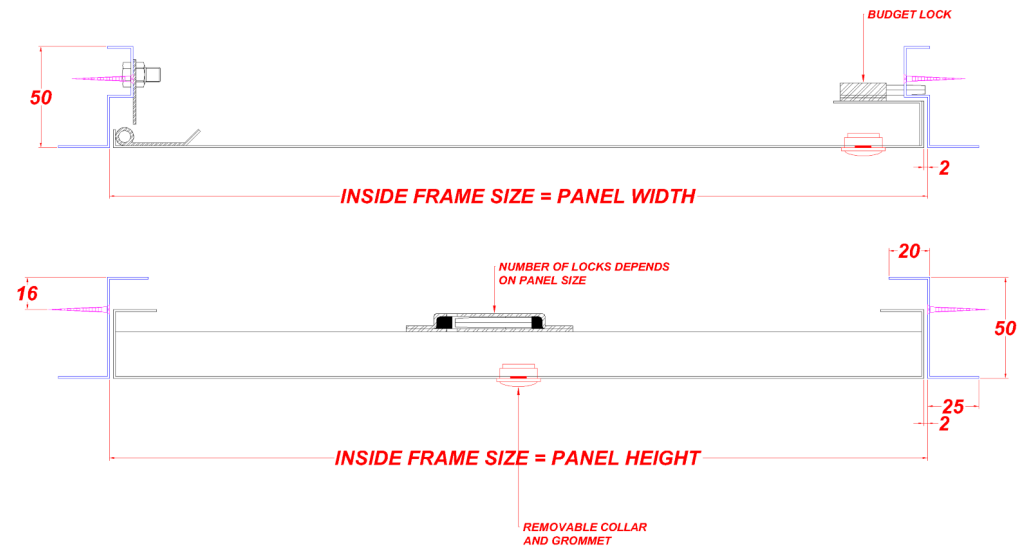 BUDGET LOCK
50
2
INSIDE FRAME SIZE = PANEL WIDTH
20
NUMBER OF LOCKS DEPENDS
ON PANEL SIZE
16
50
25
2
INSIDE FRAME SIZE = PANEL HEIGHT
REMOVABLE COLLAR
AND GROMMET